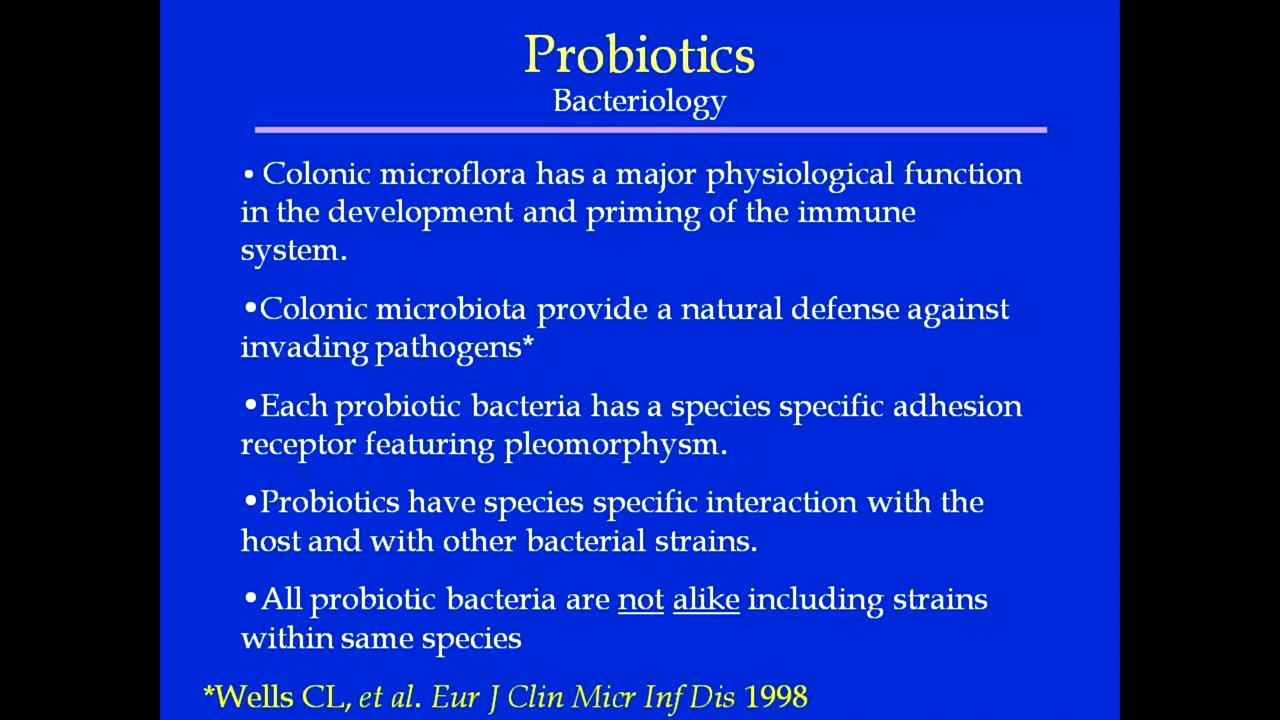 Probiotics
Bacteriology
• Colonic microflora has a major physiological function
in the development and priming of the immune
system.
•Colonic microbiota provide a natural defense against
invading pathogens*
•Each probiotic bacteria has a species specific adhesion
receptor featuring pleomorphysm.
•Probiotics have species specific interaction with the
host and with other bacterial strains.
•All probiotic bacteria are not alike including strains
within same species
*Wells CL, et al. Eur J Clin Micr Inf Dis 1998